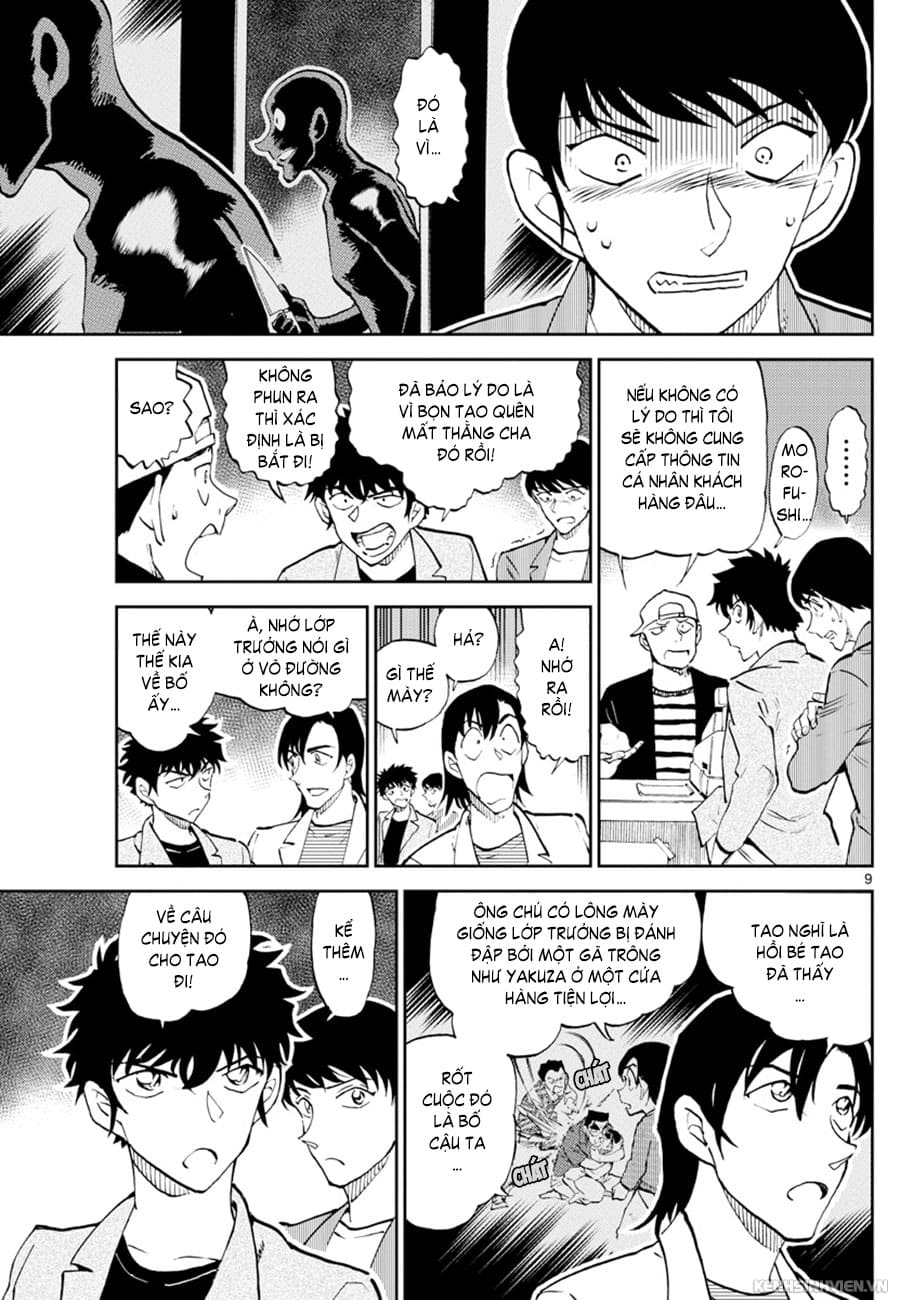 ĐÓ
LÀ
VÌ...
.......
MO
RO-
FU-
SHI...
NẾU KHÔNG CÓ
LÝ DO THÌ TÔI
SẼ KHÔNG CUNG
CẤP THÔNG TIN
CÁ NHÂN KHÁCH
HÀNG ĐÂU...
ĐÃ BẢO LÝ DO LÀ
VÌ BỌN TAO QUÊN
MẤT THẰNG CHA
ĐÓ RỒI!
KHÔNG
PHUN RA
THÌ XÁC
ĐỊNH LÀ BỊ
BẮT ĐI!
SAO?
A!
NHỚ
RA
RỒI!
HẢ?
GÌ THẾ
MÀY?
À, NHỚ LỚP
TRƯỞNG NÓI GÌ
Ở VÕ ĐƯỜNG
KHÔNG?
THẾ NÀY
THẾ KIA
VỀ BỐ
ẤY...
9
TAO NGHĨ LÀ
HỒI BÉ TAO
ĐÃ THẤY
...
ÔNG CHÚ CÓ LÔNG MÀY
GIỐNG LỚP TRƯỞNG BỊ ĐÁNH
ĐẬP BỞI MỘT GÃ TRÔNG
NHƯ YAKUZA Ở MỘT CỬA
HÀNG TIỆN LỢI...
CHÁT
CHÁT
RỐT
CUỘC ĐÓ
LÀ BỐ
CẬU TA
...
KỂ
THÊM
...
VỀ CÂU
CHUYỆN ĐÓ
CHO TAO
ĐI!
KENHSINHVIEN.VN